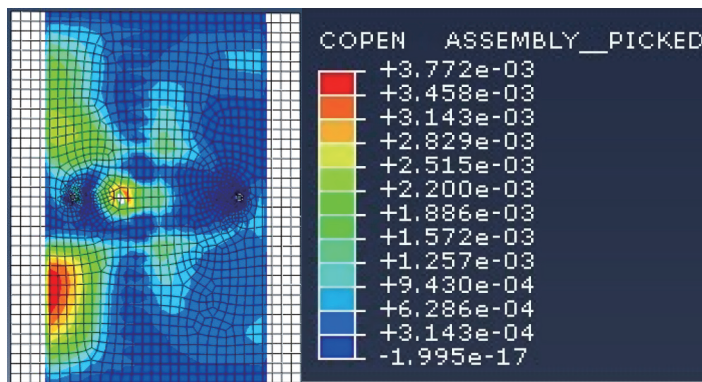 COPEN ASSEMBLY__PICKED
+3.772e-03
+3.458e-03
+3.143e-03
+2.829e-03
+2.515e-03
+2.200e-03
+1.886e-03
+1.572e-03
+1.257e-03
+9.430e-04
+6.286e-04
+3.143e-04
-1.995e-17